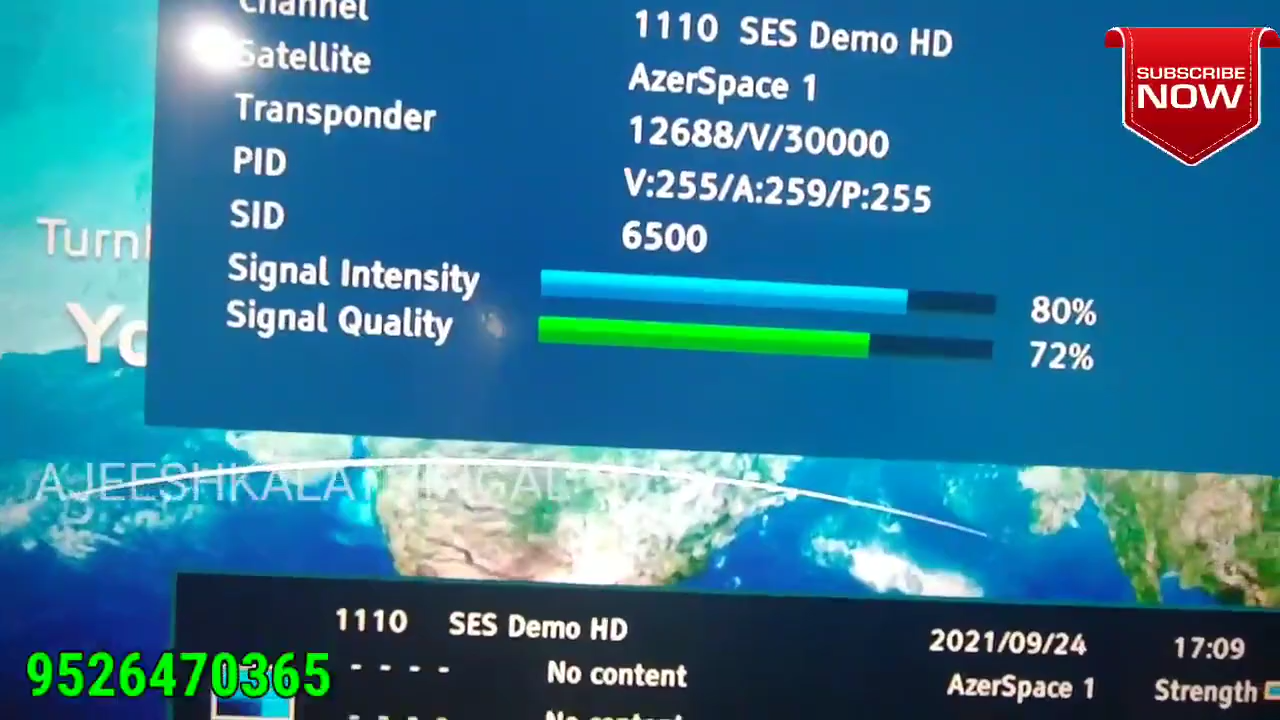 Channel
1110 SES Demo HD
Satellite
AzerSpace 1
Transponder
12688/V/30000
PID
V:255/A:259/P:255
SID
6500
Signal Intensity
80%
Signal Quality
72%
SUBSCRIBE
NOW
1110 SES Demo HD
2021/09/24 17:09
- - - - No content
AzerSpace 1 Strength
9526470365